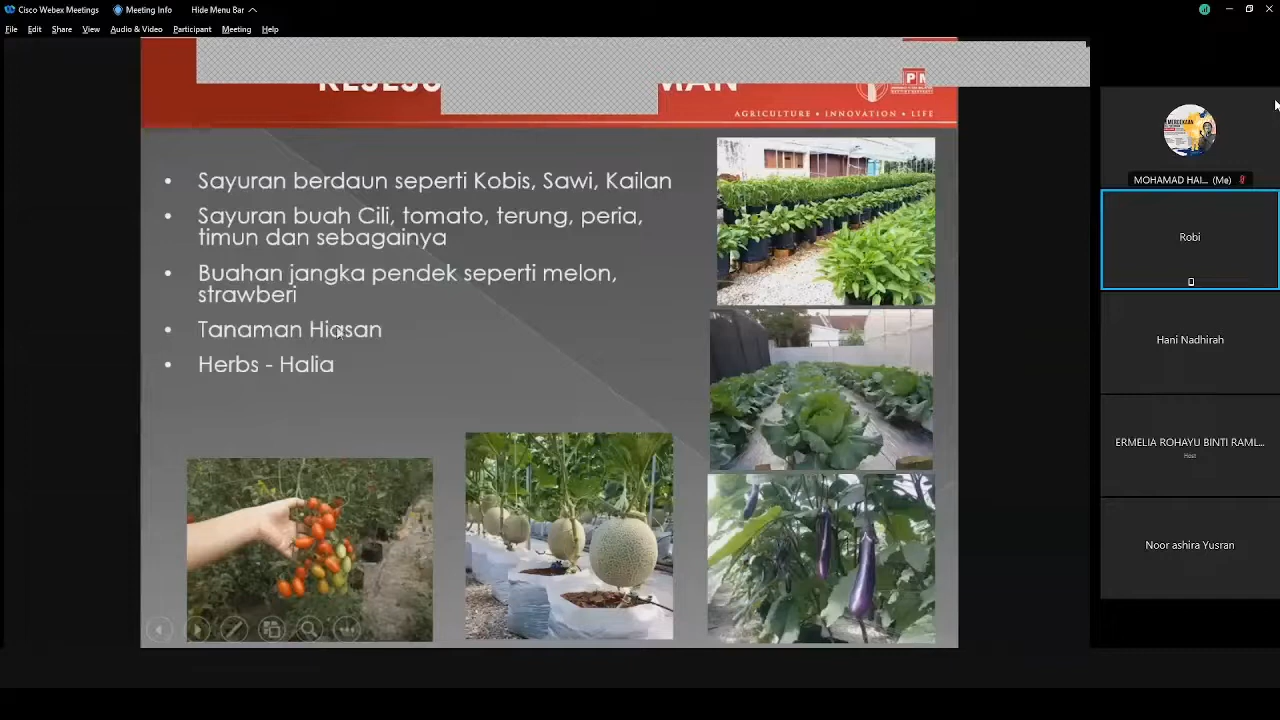 Cisco Webex Meetings
Meeting Info
Hide Menu Bar
File Edit Share View Audio & Video Participant Meeting Help
AGRICULTURE • INNOVATION • LIFE
• Sayuran berdaun seperti Kobis, Sawi, Kailan
• Sayuran buah Cili, tomato, terung, peria,
timun dan sebagainya
• Buahan jangka pendek seperti melon,
strawberi
• Tanaman Hiasan
• Herbs - Halia
MOHAMAD HAI... (Me)
Robi
Hani Nadhirah
ERMELIA ROHAYU BINTI RAML...
Host
Noor ashira Yusran